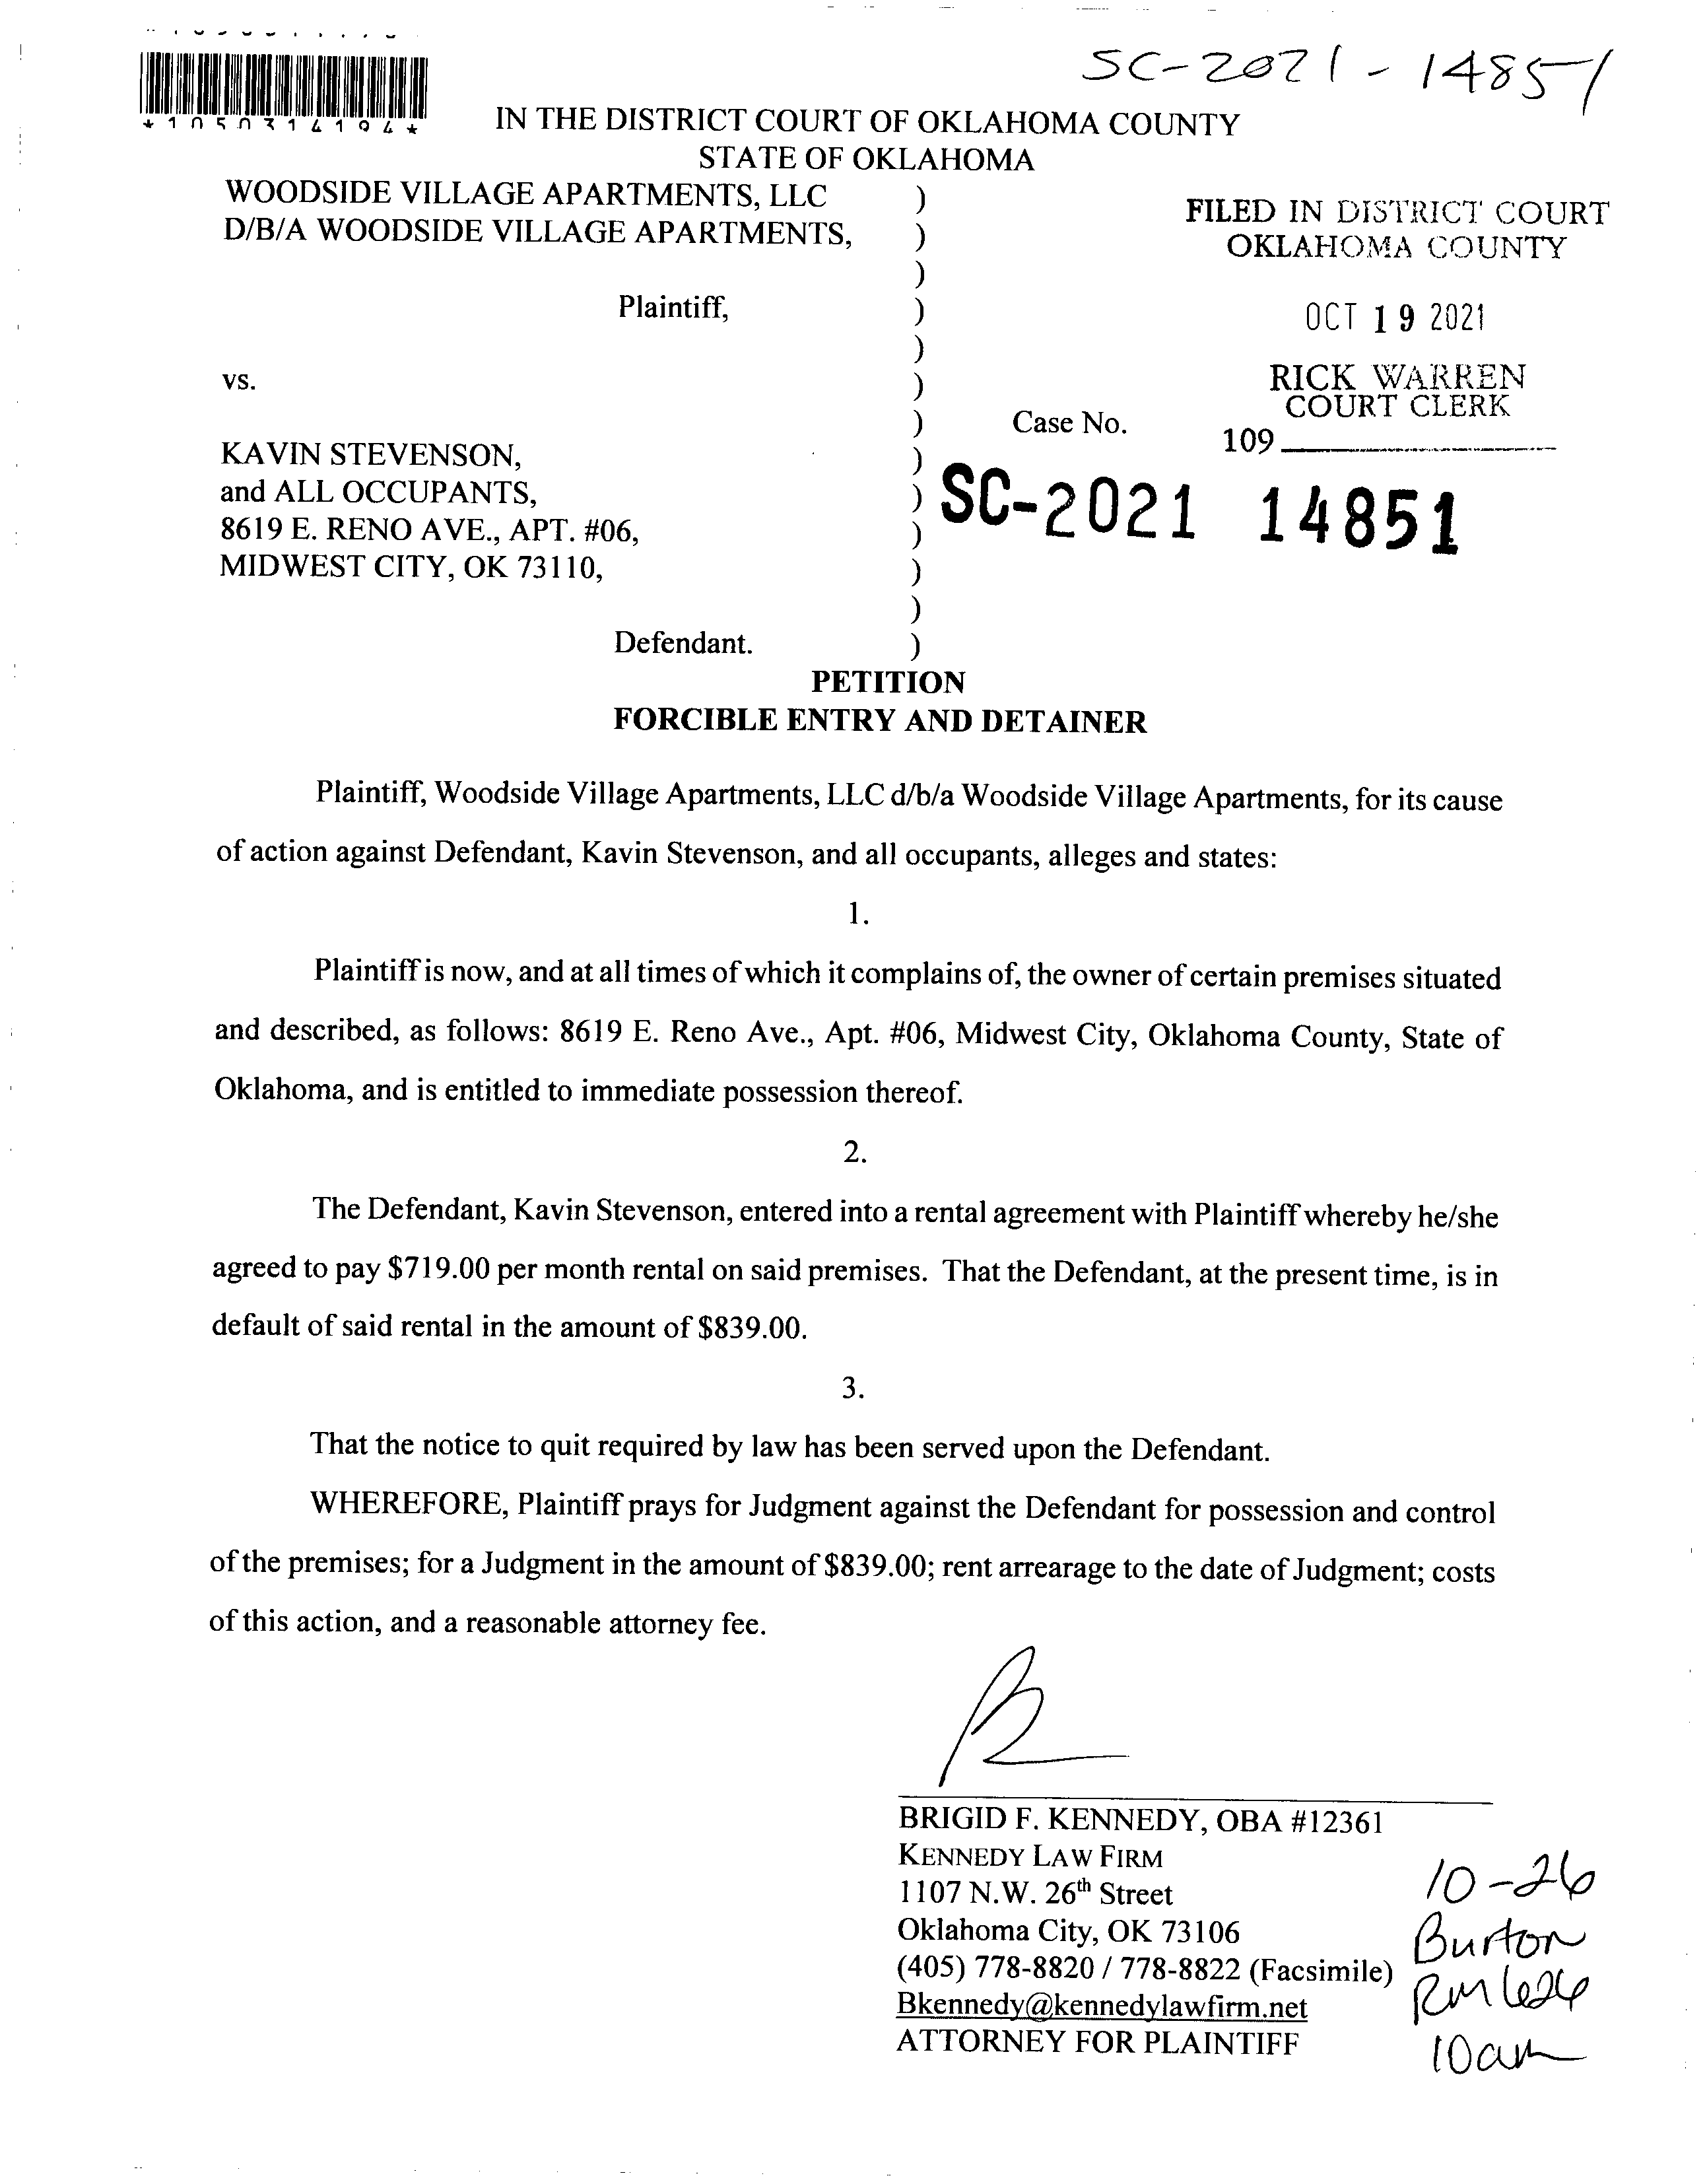 SC-2021-14851
*1050314194*
IN THE DISTRICT COURT OF OKLAHOMA COUNTY
STATE OF OKLAHOMA
WOODSIDE VILLAGE APARTMENTS, LLC )
D/B/A WOODSIDE VILLAGE APARTMENTS, )
)
Plaintiff, )
)
vs. )
)
KAVIN STEVENSON, )
and ALL OCCUPANTS, )
8619 E. RENO AVE., APT. #06, )
MIDWEST CITY, OK 73110, )
)
Defendant. )
FILED IN DISTRICT COURT
OKLAHOMA COUNTY
OCT 19 2021
RICK WARREN
COURT CLERK
109
Case No.
SC-2021 14851
PETITION
FORCIBLE ENTRY AND DETAINER
Plaintiff, Woodside Village Apartments, LLC d/b/a Woodside Village Apartments, for its cause
of action against Defendant, Kavin Stevenson, and all occupants, alleges and states:
1.
Plaintiff is now, and at all times of which it complains of, the owner of certain premises situated
and described, as follows: 8619 E. Reno Ave., Apt. #06, Midwest City, Oklahoma County, State of
Oklahoma, and is entitled to immediate possession thereof.
2.
The Defendant, Kavin Stevenson, entered into a rental agreement with Plaintiff whereby he/she
agreed to pay $719.00 per month rental on said premises. That the Defendant, at the present time, is in
default of said rental in the amount of $839.00.
3.
That the notice to quit required by law has been served upon the Defendant.
WHEREFORE, Plaintiff prays for Judgment against the Defendant for possession and control
of the premises; for a Judgment in the amount of $839.00; rent arrearage to the date of Judgment; costs
of this action, and a reasonable attorney fee.
BRIGID F. KENNEDY, OBA #12361
KENNEDY LAW FIRM
1107 N.W. 26th Street
Oklahoma City, OK 73106
(405) 778-8820 / 778-8822 (Facsimile)
Bkennedy@kennedylawfirm.net
ATTORNEY FOR PLAINTIFF
10-26
Burton
Rm 626
10am